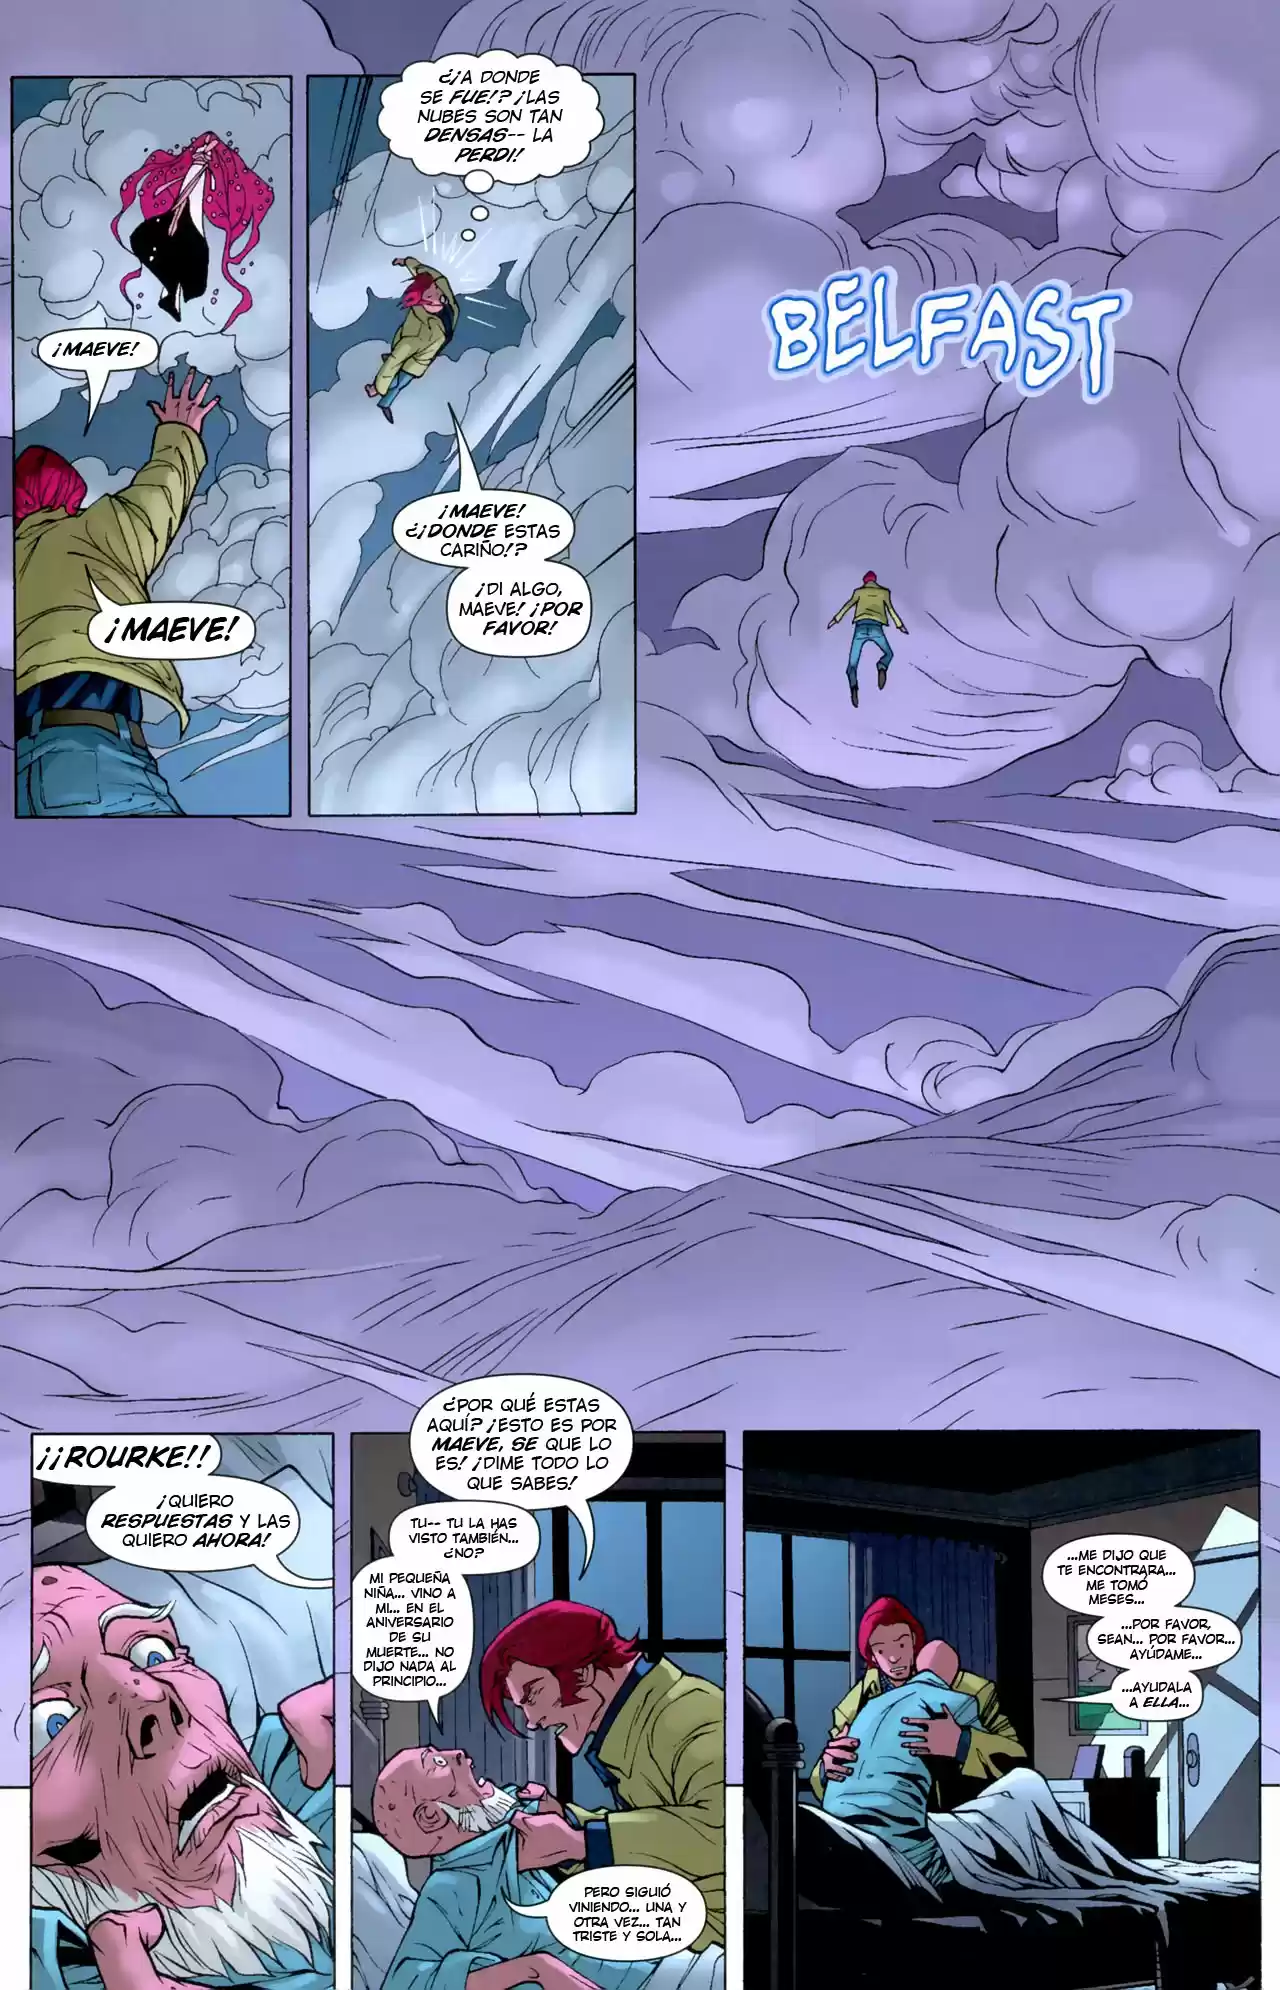 ¡MAEVE!
¡MAEVE!
¿¡A DONDE
SE FUE!? ¡LAS
NUBES SON TAN
DENSAS-- LA
PERDI!
¡MAEVE!
¿¡DONDE ESTAS
CARIÑO!?
¡DI ALGO,
MAEVE! ¡POR
FAVOR!
BELFAST
¡¡ROURKE!!
¡QUIERO
RESPUESTAS Y LAS
QUIERO AHORA!
¿POR QUÉ ESTAS
AQUÍ? ¡ESTO ES POR
MAEVE, SE QUE LO
ES! ¡DIME TODO LO
QUE SABES!
TU-- TU LA HAS
VISTO TAMBIÉN...
¿NO?
MI PEQUEÑA
NIÑA... VINO A
MI... EN EL
ANIVERSARIO
DE SU
MUERTE... NO
DIJO NADA AL
PRINCIPIO...
PERO SIGUIÓ
VINIENDO... UNA Y
OTRA VEZ... TAN
TRISTE Y SOLA...
...ME DIJO QUE
TE ENCONTRARA...
ME TOMÓ
MESES...
...POR FAVOR,
SEAN... POR FAVOR...
AYÚDAME...
...AYUDALA
A ELLA...